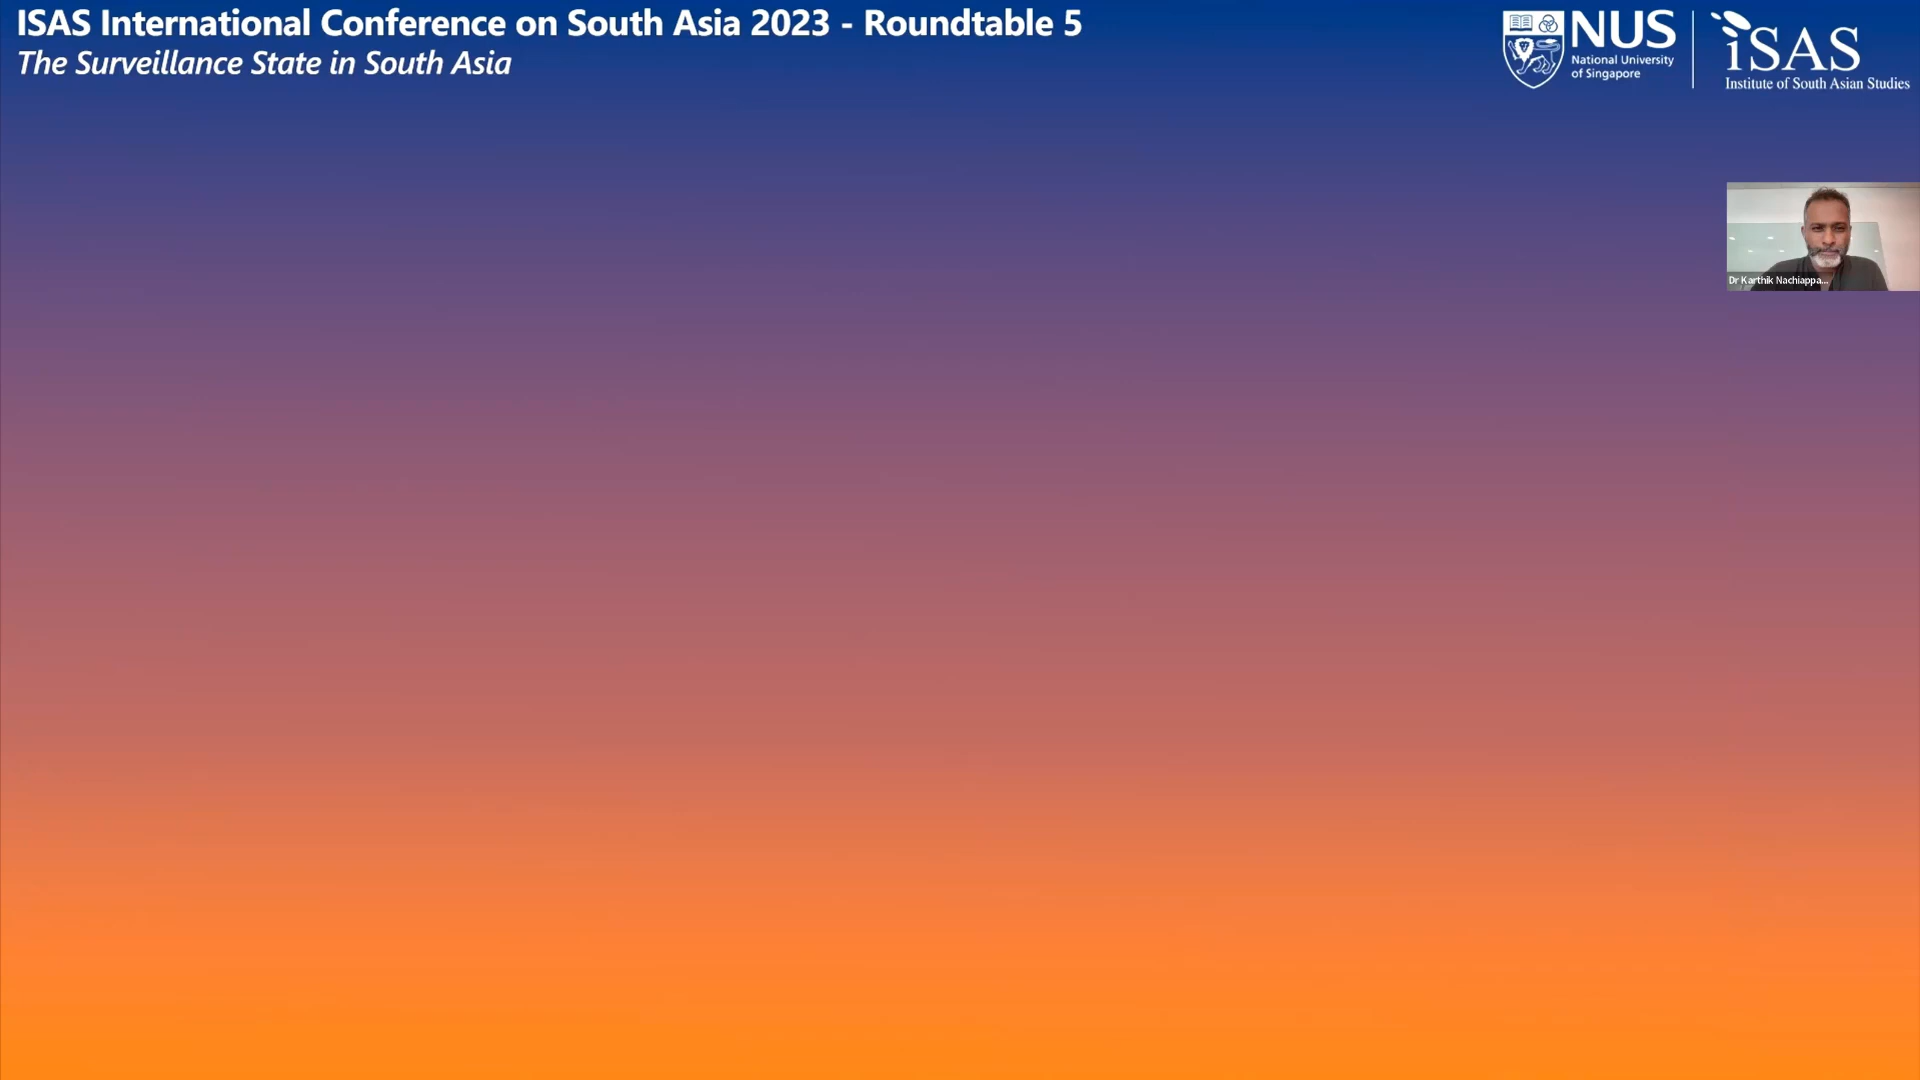 ISAS International Conference on South Asia 2023 - Roundtable 5
The Surveillance State in South Asia
NUS
National University
of Singapore
iSAS
Institute of South Asian Studies
Dr Karthik Nachiappa...